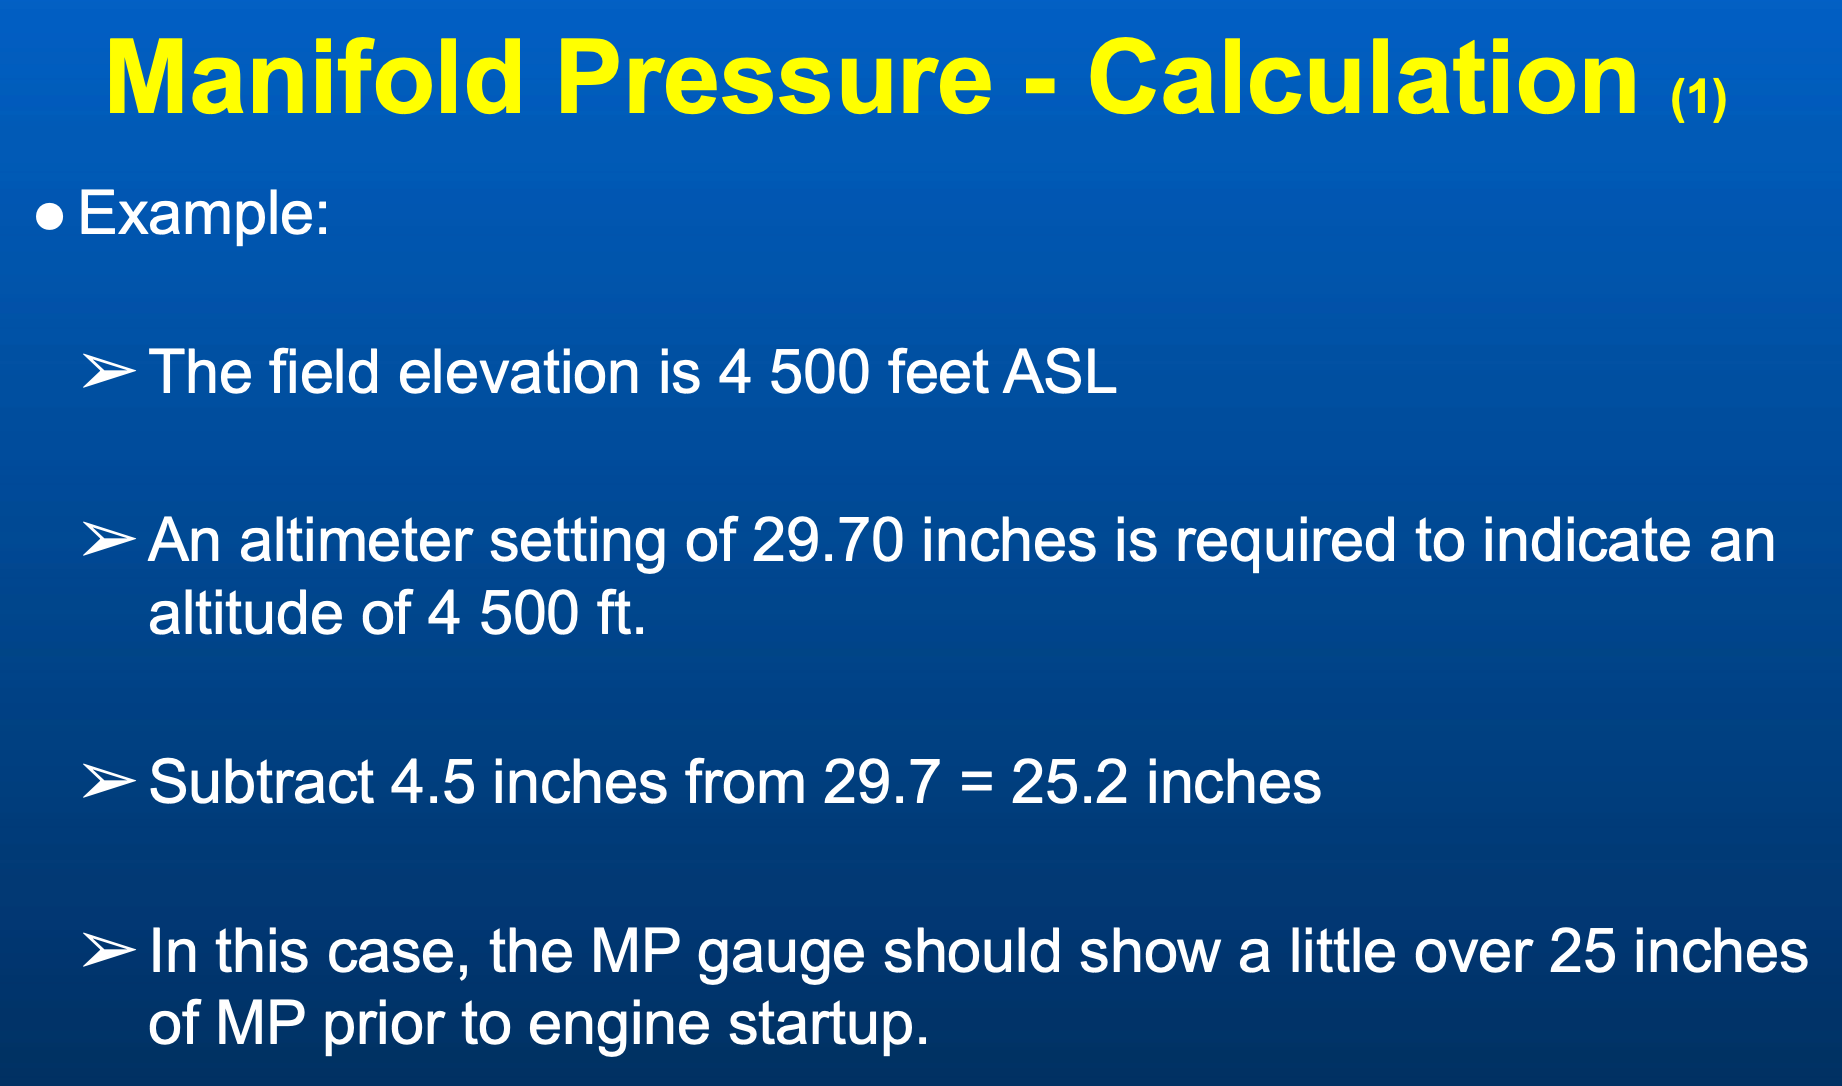 Manifold Pressure - Calculation (1)
● Example:
➢ The field elevation is 4 500 feet ASL
➢ An altimeter setting of 29.70 inches is required to indicate an
altitude of 4 500 ft.
➢ Subtract 4.5 inches from 29.7 = 25.2 inches
➢ In this case, the MP gauge should show a little over 25 inches
of MP prior to engine startup.